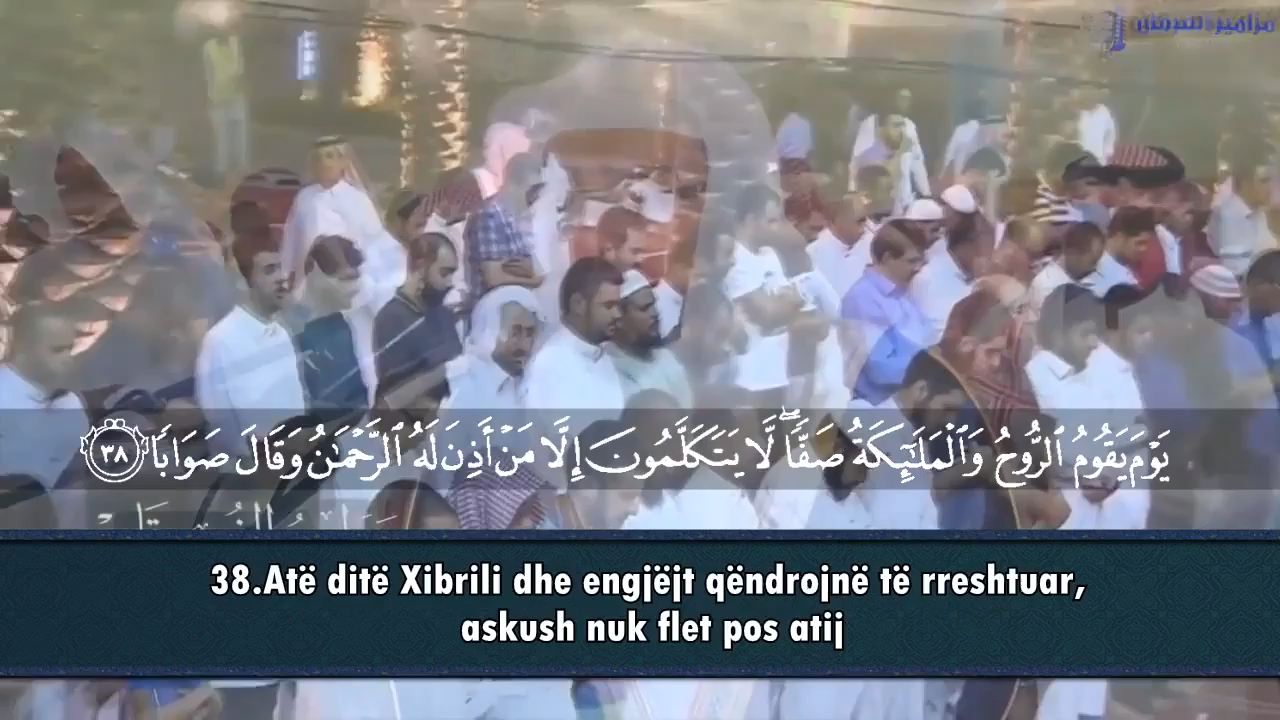 يَوْمَ يَقُومُ ٱلرُّوحُ وَٱلْمَلَـٰٓئِكَةُ صَفًّۭا ۖ لَّا يَتَكَلَّمُونَ إِلَّا مَنْ أَذِنَ لَهُ ٱلرَّحْمَـٰنُ وَقَالَ صَوَابًۭا ٣٨
38.Atë ditë Xibrili dhe engjëjt qëndrojnë të rreshtuar,
askush nuk flet pos atij